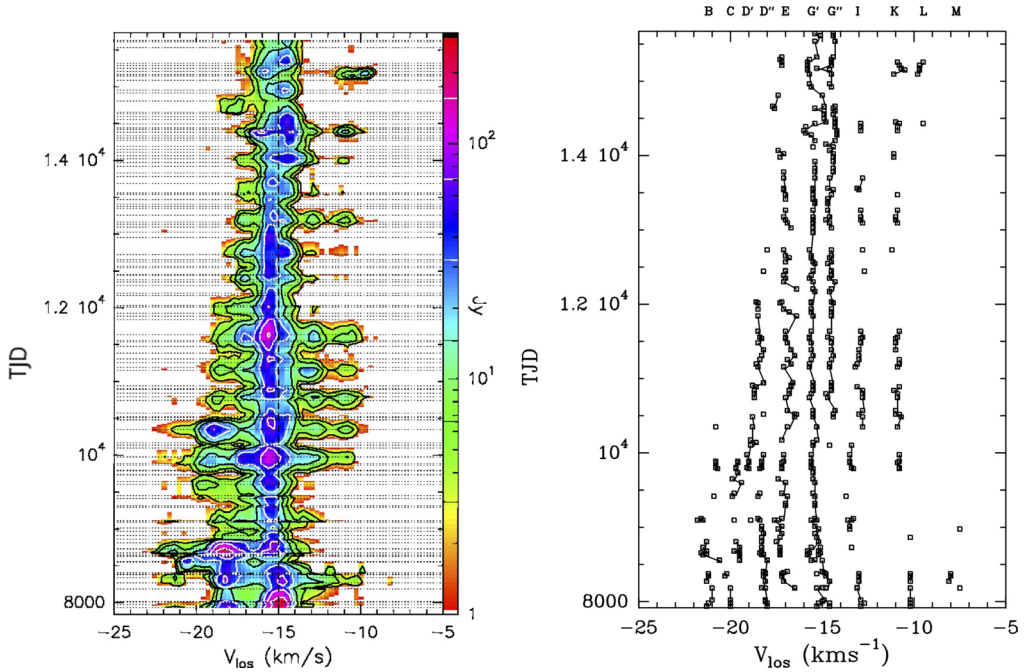 B C D' D" E G' G" I K L M
1.4 10⁴
1.2 10⁴
10⁴
8000
TJD
−25 −20 −15 −10 −5
V_los (km/s)
10²
Jy
10¹
1
1.4 10⁴
1.2 10⁴
10⁴
8000
TJD
−25 −20 −15 −10 −5
V_los (kms⁻¹)